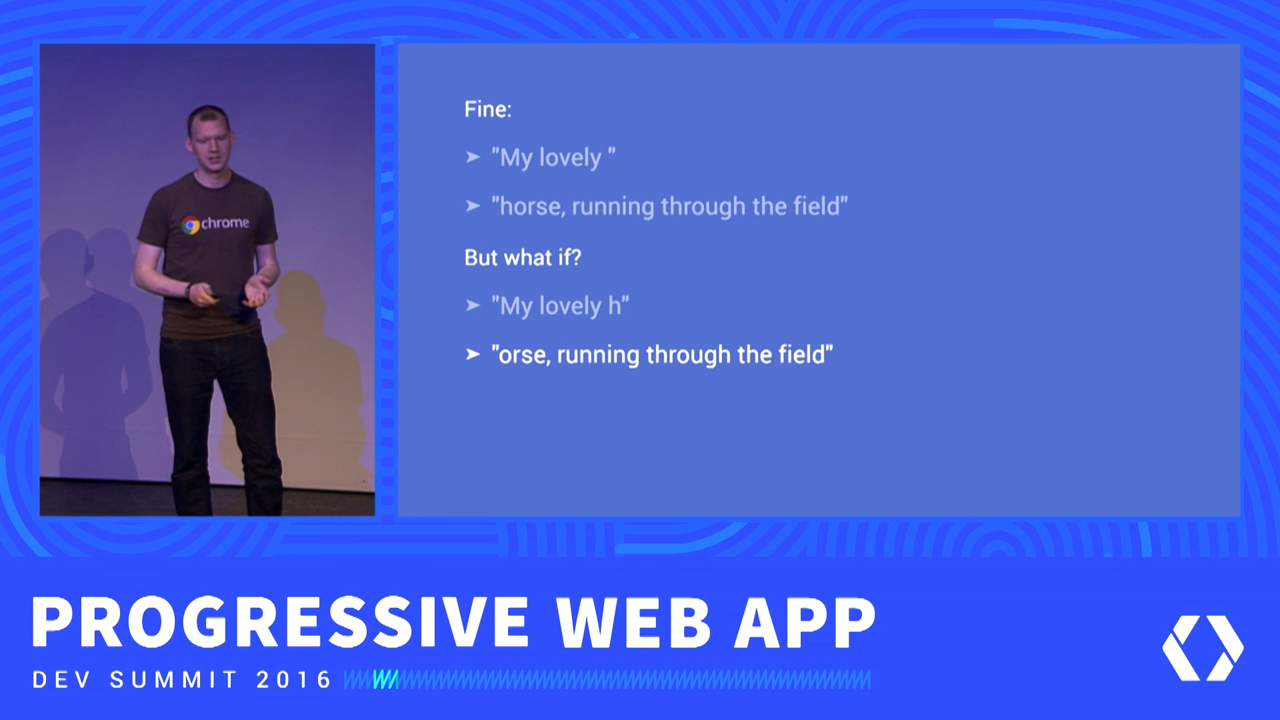 chrome
Fine:
➤ "My lovely "
➤ "horse, running through the field"
But what if?
➤ "My lovely h"
➤ "orse, running through the field"
PROGRESSIVE WEB APP
DEV SUMMIT 2016